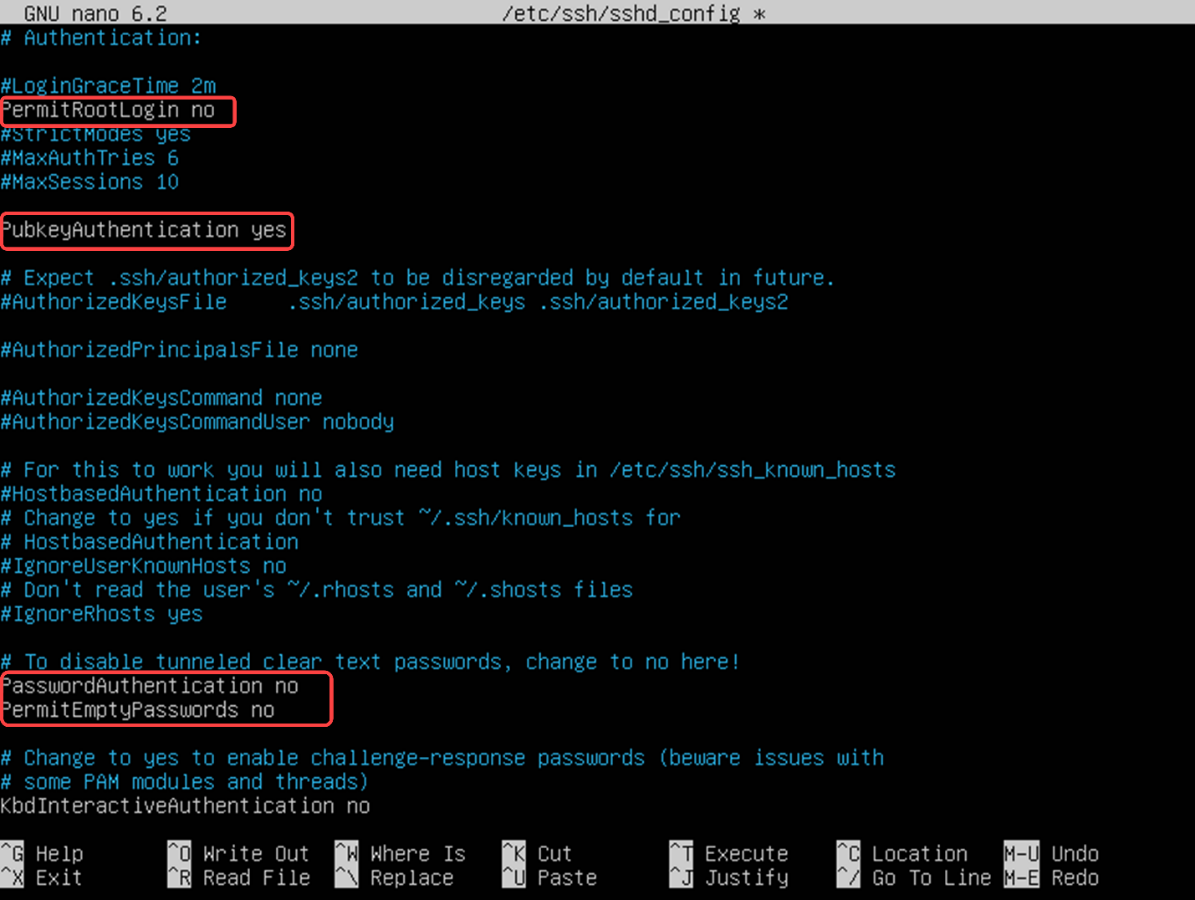 GNU nano 6.2 /etc/ssh/sshd_config *
# Authentication:
#LoginGraceTime 2m
PermitRootLogin no
#StrictModes yes
#MaxAuthTries 6
#MaxSessions 10
PubkeyAuthentication yes
# Expect .ssh/authorized_keys2 to be disregarded by default in future.
#AuthorizedKeysFile .ssh/authorized_keys .ssh/authorized_keys2
#AuthorizedPrincipalsFile none
#AuthorizedKeysCommand none
#AuthorizedKeysCommandUser nobody
# For this to work you will also need host keys in /etc/ssh/ssh_known_hosts
#HostbasedAuthentication no
# Change to yes if you don't trust ~/.ssh/known_hosts for
# HostbasedAuthentication
#IgnoreUserKnownHosts no
# Don't read the user's ~/.rhosts and ~/.shosts files
#IgnoreRhosts yes
# To disable tunneled clear text passwords, change to no here!
PasswordAuthentication no
PermitEmptyPasswords no
# Change to yes to enable challenge-response passwords (beware issues with
# some PAM modules and threads)
KbdInteractiveAuthentication no
^G Help ^O Write Out ^W Where Is ^K Cut ^T Execute ^C Location M-U Undo
^X Exit ^R Read File ^\ Replace ^U Paste ^J Justify ^/ Go To Line M-E Redo